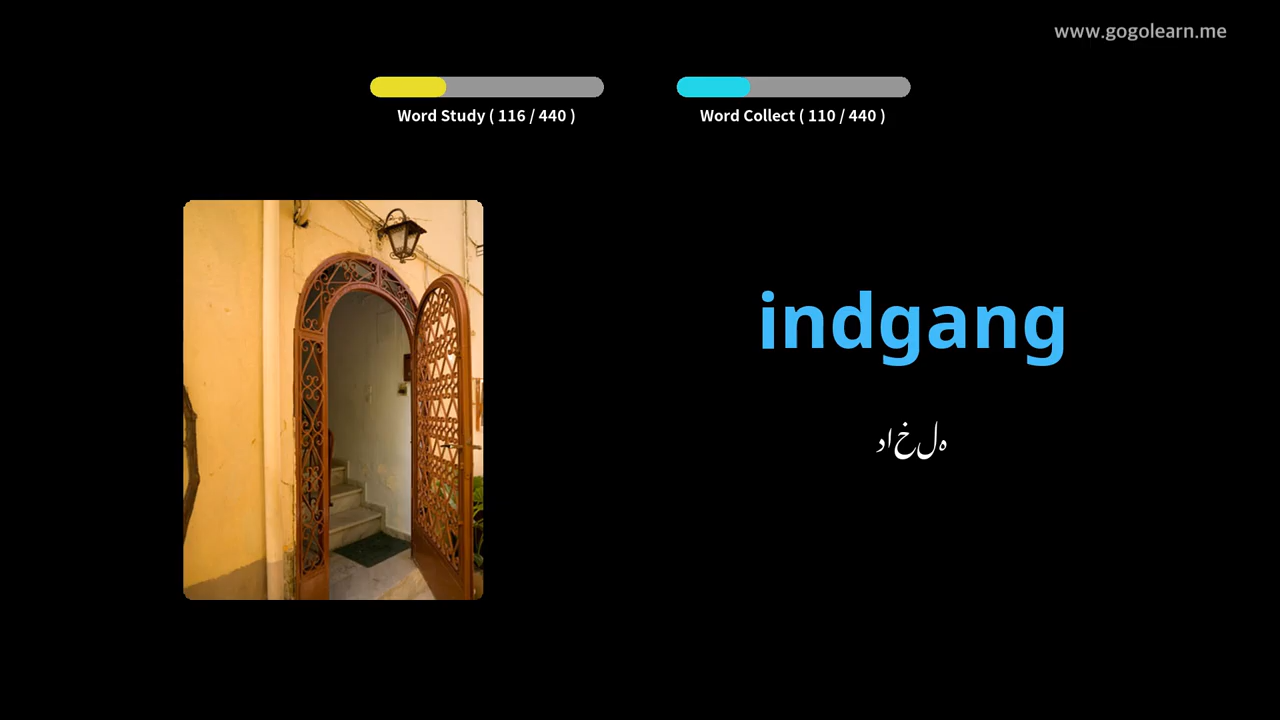 www.gogolearn.me
Word Study ( 116 / 440 )
Word Collect ( 110 / 440 )
indgang
داخلہ